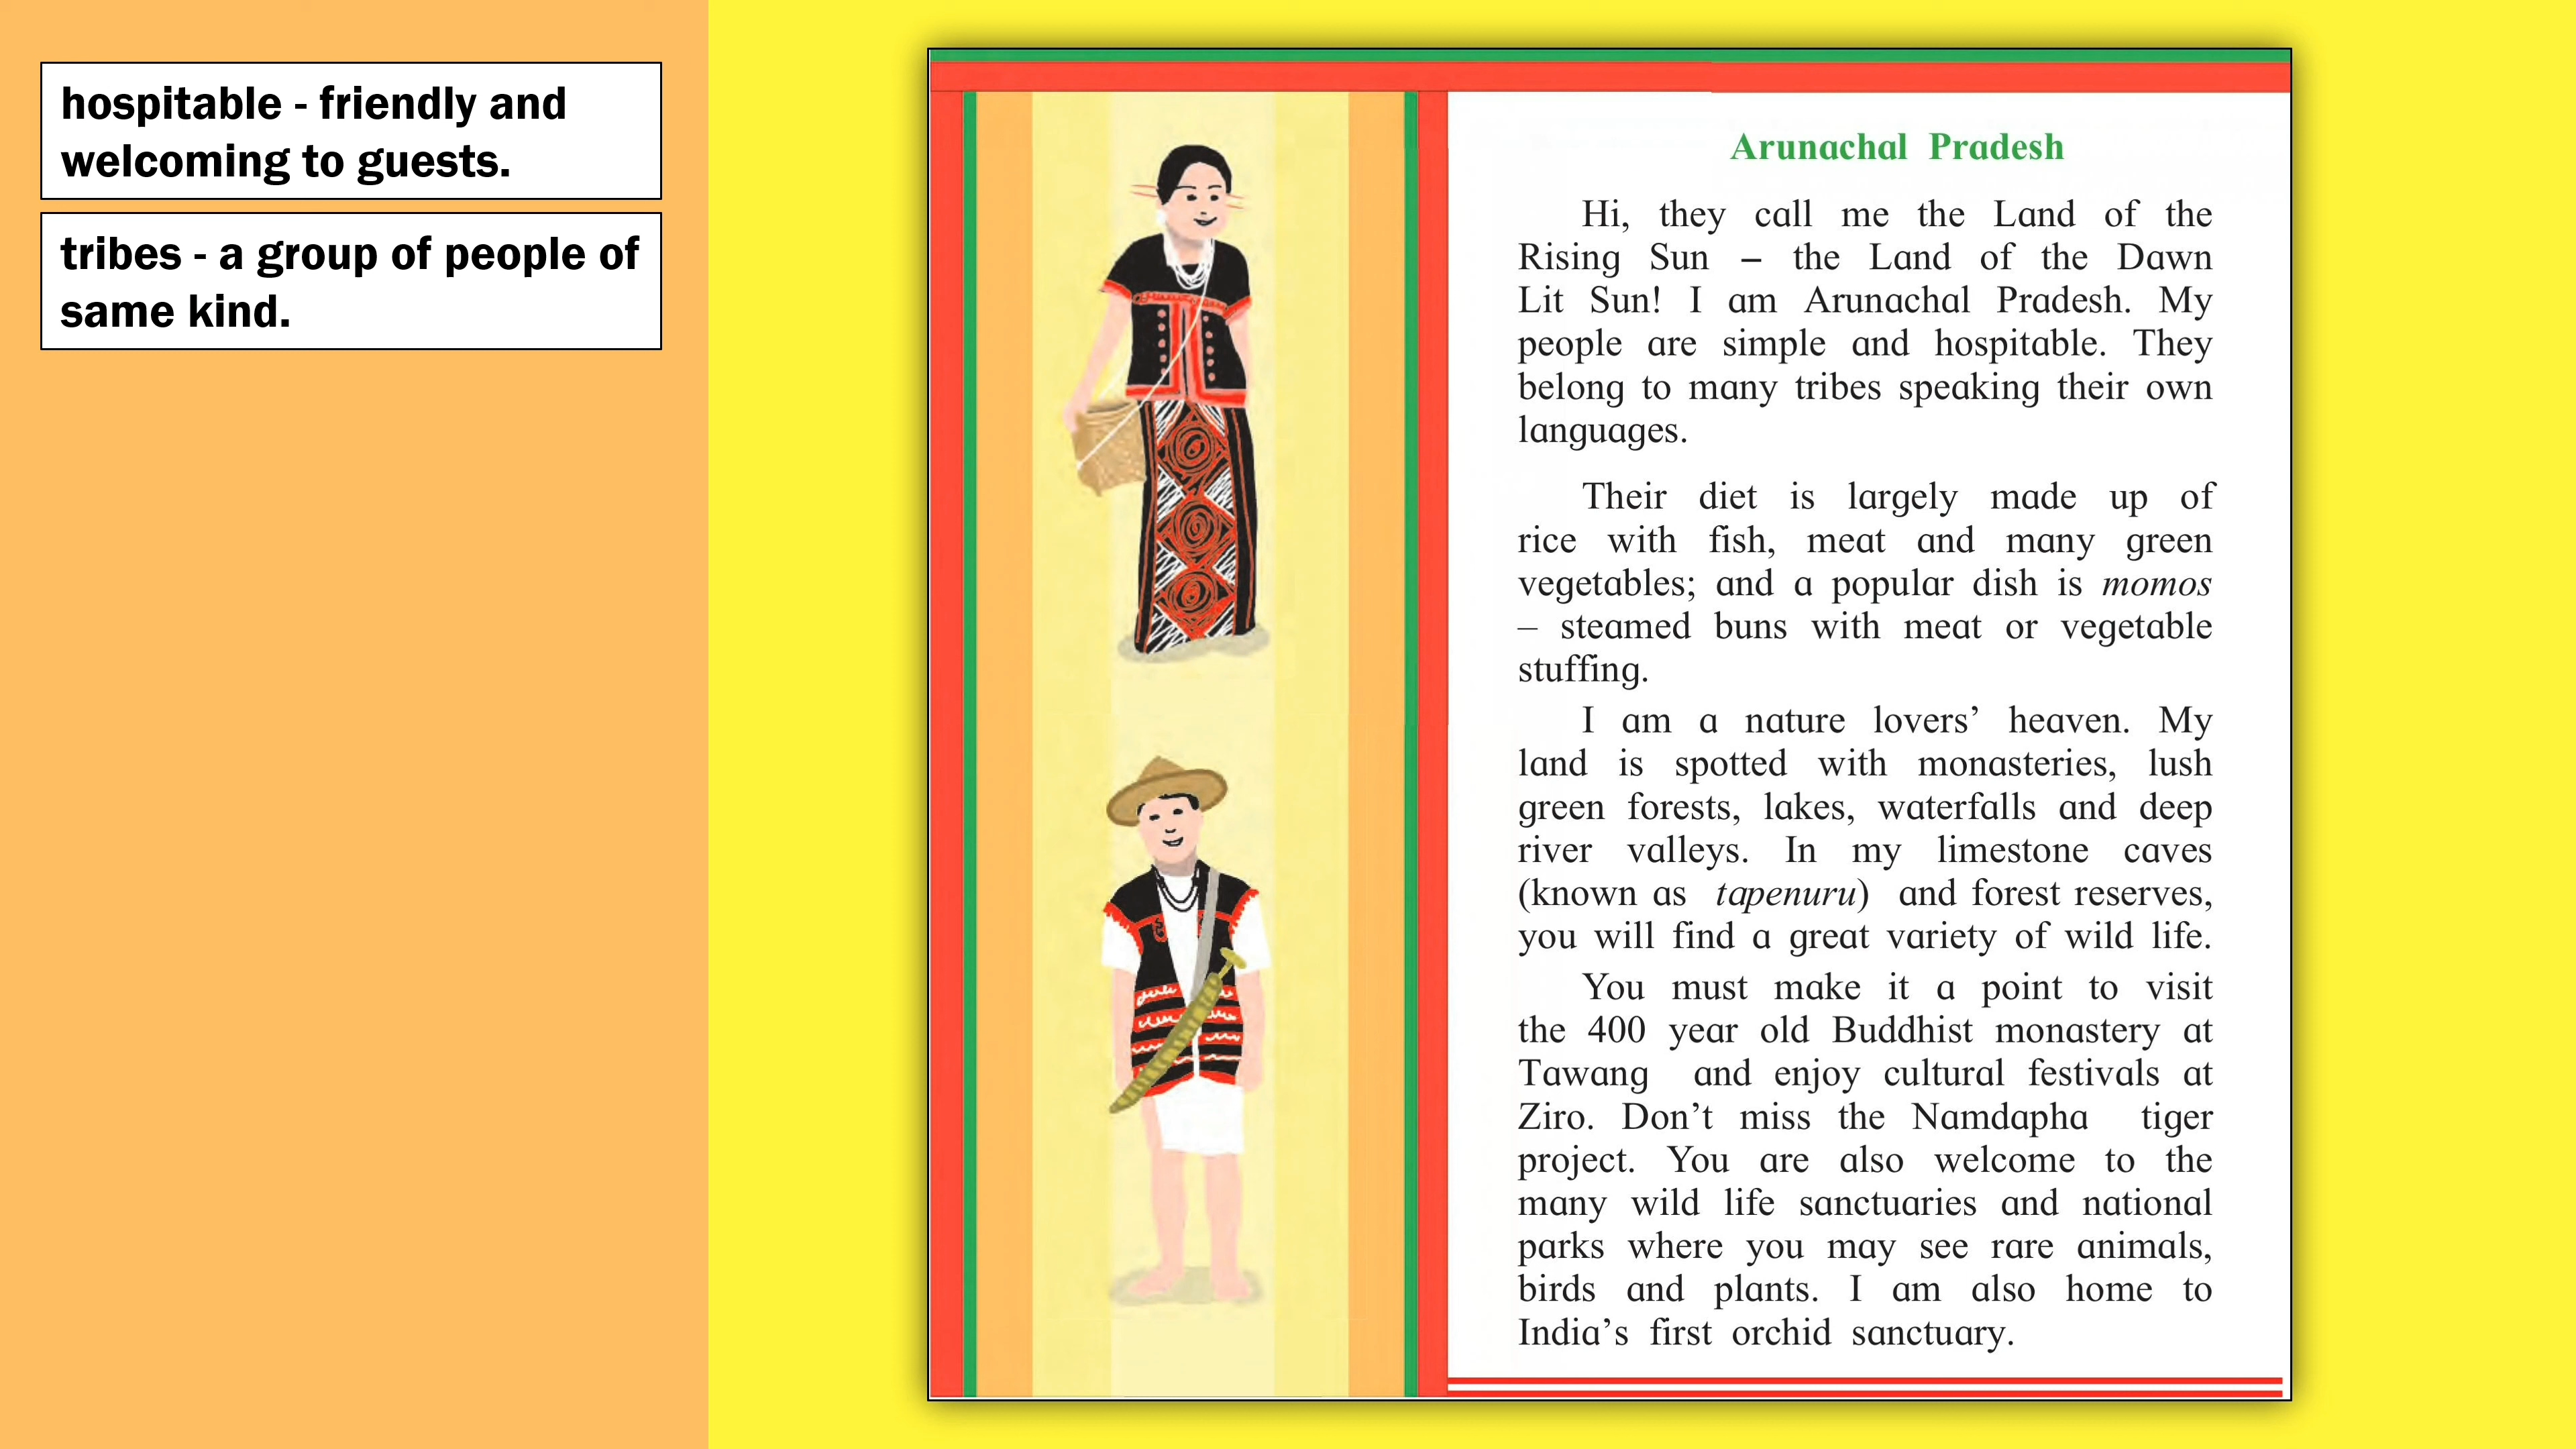 hospitable - friendly and
welcoming to guests.
tribes - a group of people of
same kind.
Arunachal Pradesh
Hi, they call me the Land of the
Rising Sun – the Land of the Dawn
Lit Sun! I am Arunachal Pradesh. My
people are simple and hospitable. They
belong to many tribes speaking their own
languages.
Their diet is largely made up of
rice with fish, meat and many green
vegetables; and a popular dish is momos
– steamed buns with meat or vegetable
stuffing.
I am a nature lovers’ heaven. My
land is spotted with monasteries, lush
green forests, lakes, waterfalls and deep
river valleys. In my limestone caves
(known as tapenuru) and forest reserves,
you will find a great variety of wild life.
You must make it a point to visit
the 400 year old Buddhist monastery at
Tawang and enjoy cultural festivals at
Ziro. Don’t miss the Namdapha tiger
project. You are also welcome to the
many wild life sanctuaries and national
parks where you may see rare animals,
birds and plants. I am also home to
India’s first orchid sanctuary.